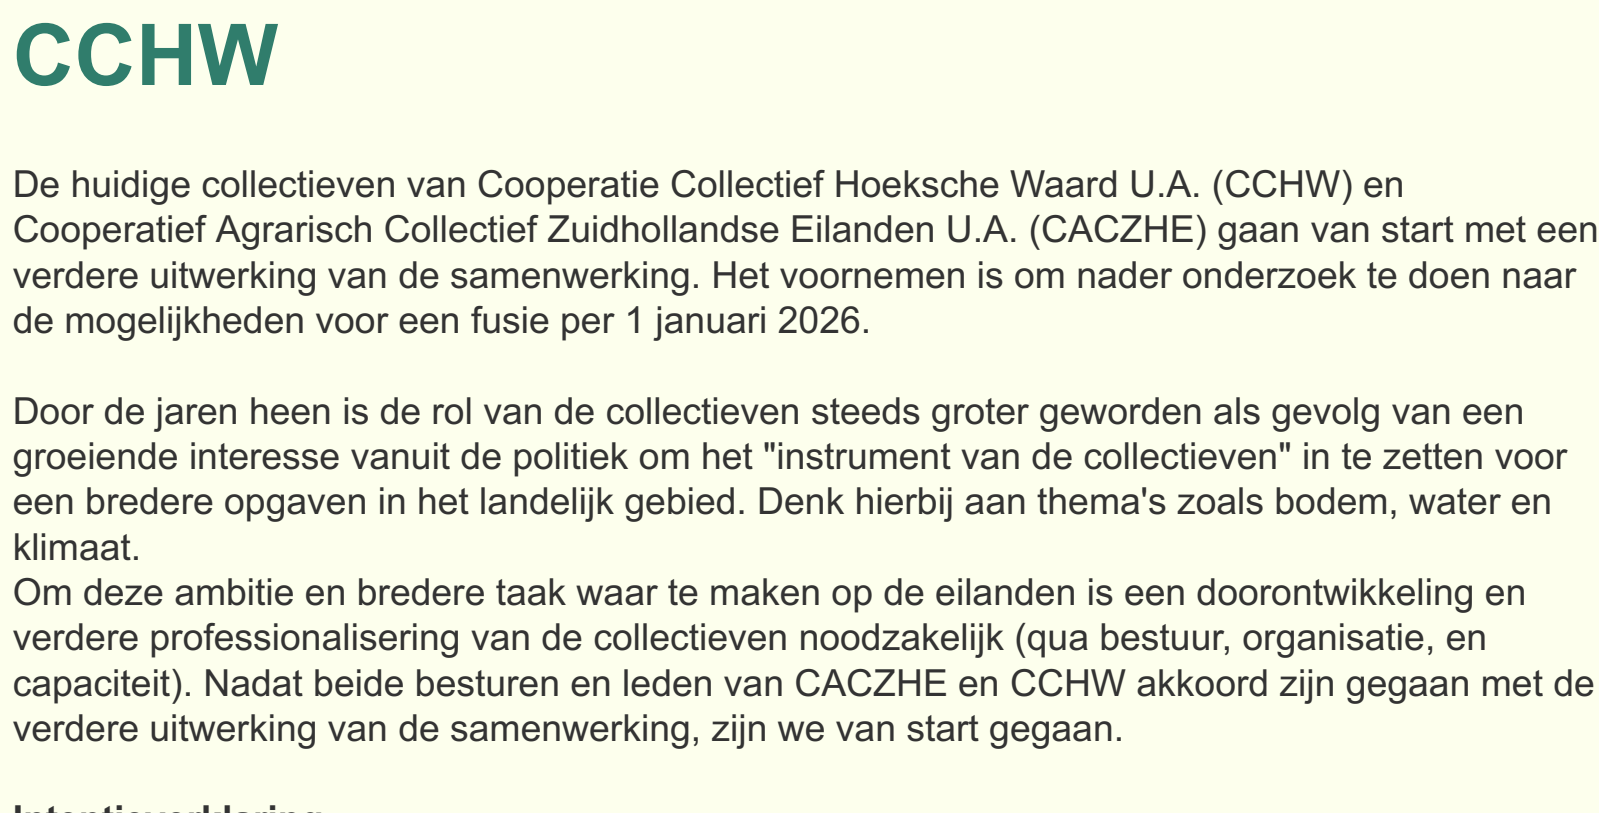 CCHW
De huidige collectieven van Cooperatie Collectief Hoeksche Waard U.A. (CCHW) en
Cooperatief Agrarisch Collectief Zuidhollandse Eilanden U.A. (CACZHE) gaan van start met een
verdere uitwerking van de samenwerking. Het voornemen is om nader onderzoek te doen naar
de mogelijkheden voor een fusie per 1 januari 2026.
Door de jaren heen is de rol van de collectieven steeds groter geworden als gevolg van een
groeiende interesse vanuit de politiek om het "instrument van de collectieven" in te zetten voor
een bredere opgaven in het landelijk gebied. Denk hierbij aan thema's zoals bodem, water en
klimaat.
Om deze ambitie en bredere taak waar te maken op de eilanden is een doorontwikkeling en
verdere professionalisering van de collectieven noodzakelijk (qua bestuur, organisatie, en
capaciteit). Nadat beide besturen en leden van CACZHE en CCHW akkoord zijn gegaan met de
verdere uitwerking van de samenwerking, zijn we van start gegaan.
Intentieverklaring